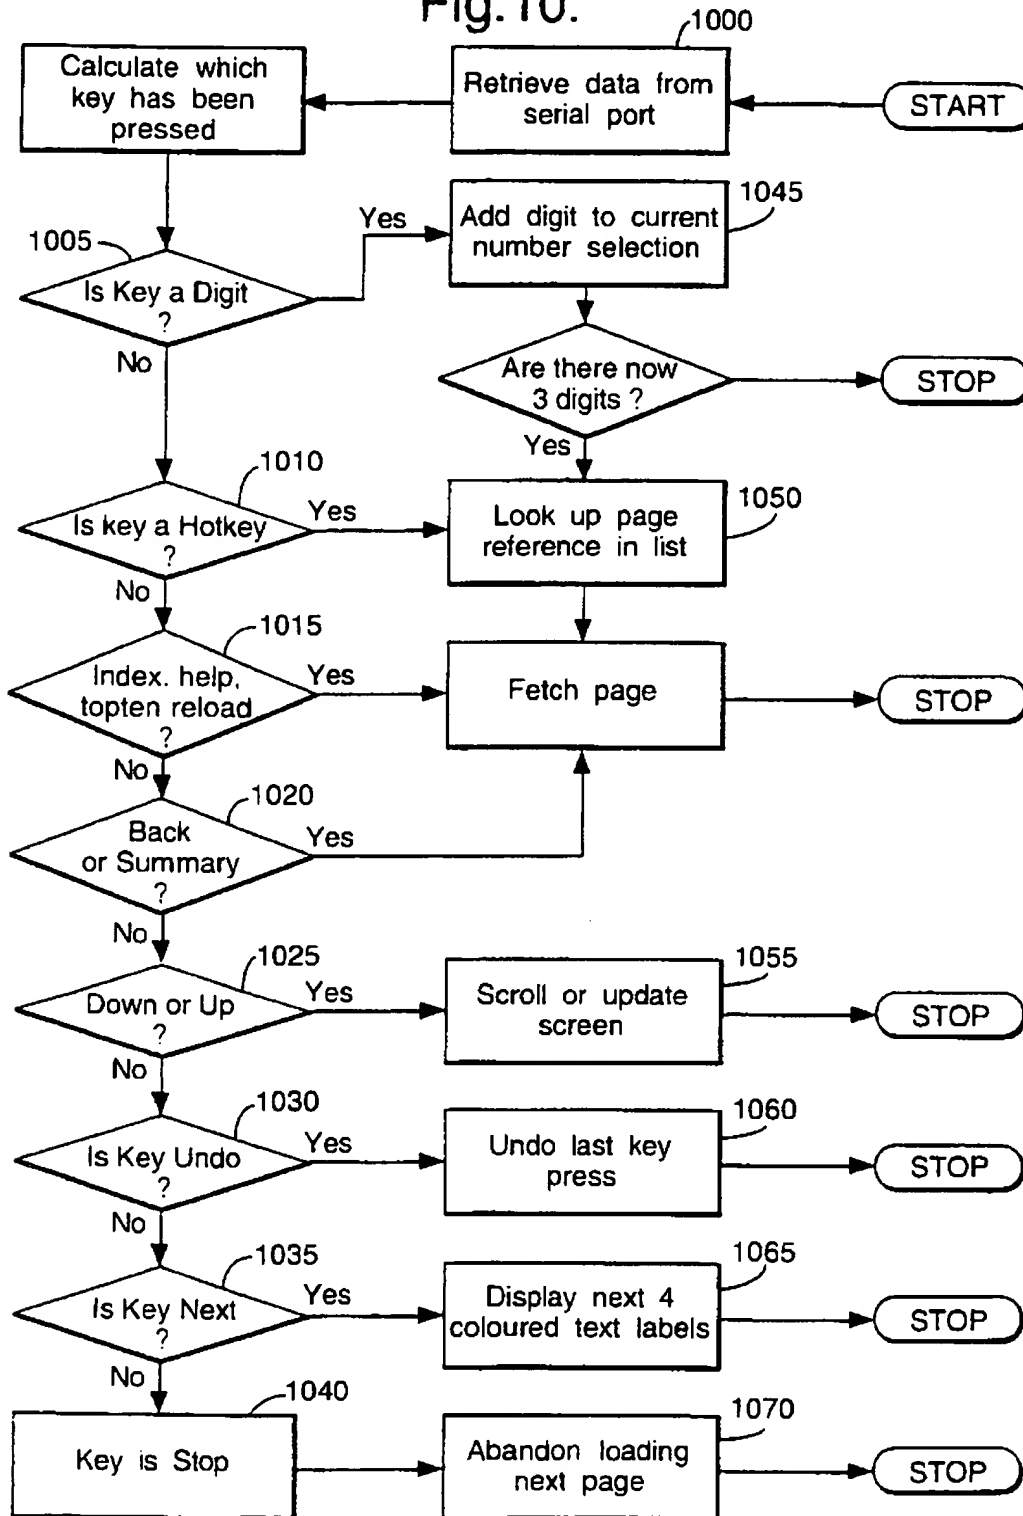 Fig.10.
1000
Calculate which
key has been
pressed
Retrieve data from
serial port
START
1005
Yes
Add digit to current
number selection
1045
Is Key a Digit
?
No
Are there now
3 digits ?
STOP
Yes
1010
Is key a Hotkey
?
Yes
Look up page
reference in list
1050
No
1015
Index. help,
topten reload
?
Yes
Fetch page
STOP
No
1020
Back
or Summary
?
Yes
No
1025
Down or Up
?
Yes
Scroll or update
screen
1055
STOP
No
1030
Is Key Undo
?
Yes
Undo last key
press
1060
STOP
No
1035
Is Key Next
?
Yes
Display next 4
coloured text labels
1065
STOP
No
1040
Key is Stop
Abandon loading
next page
1070
STOP